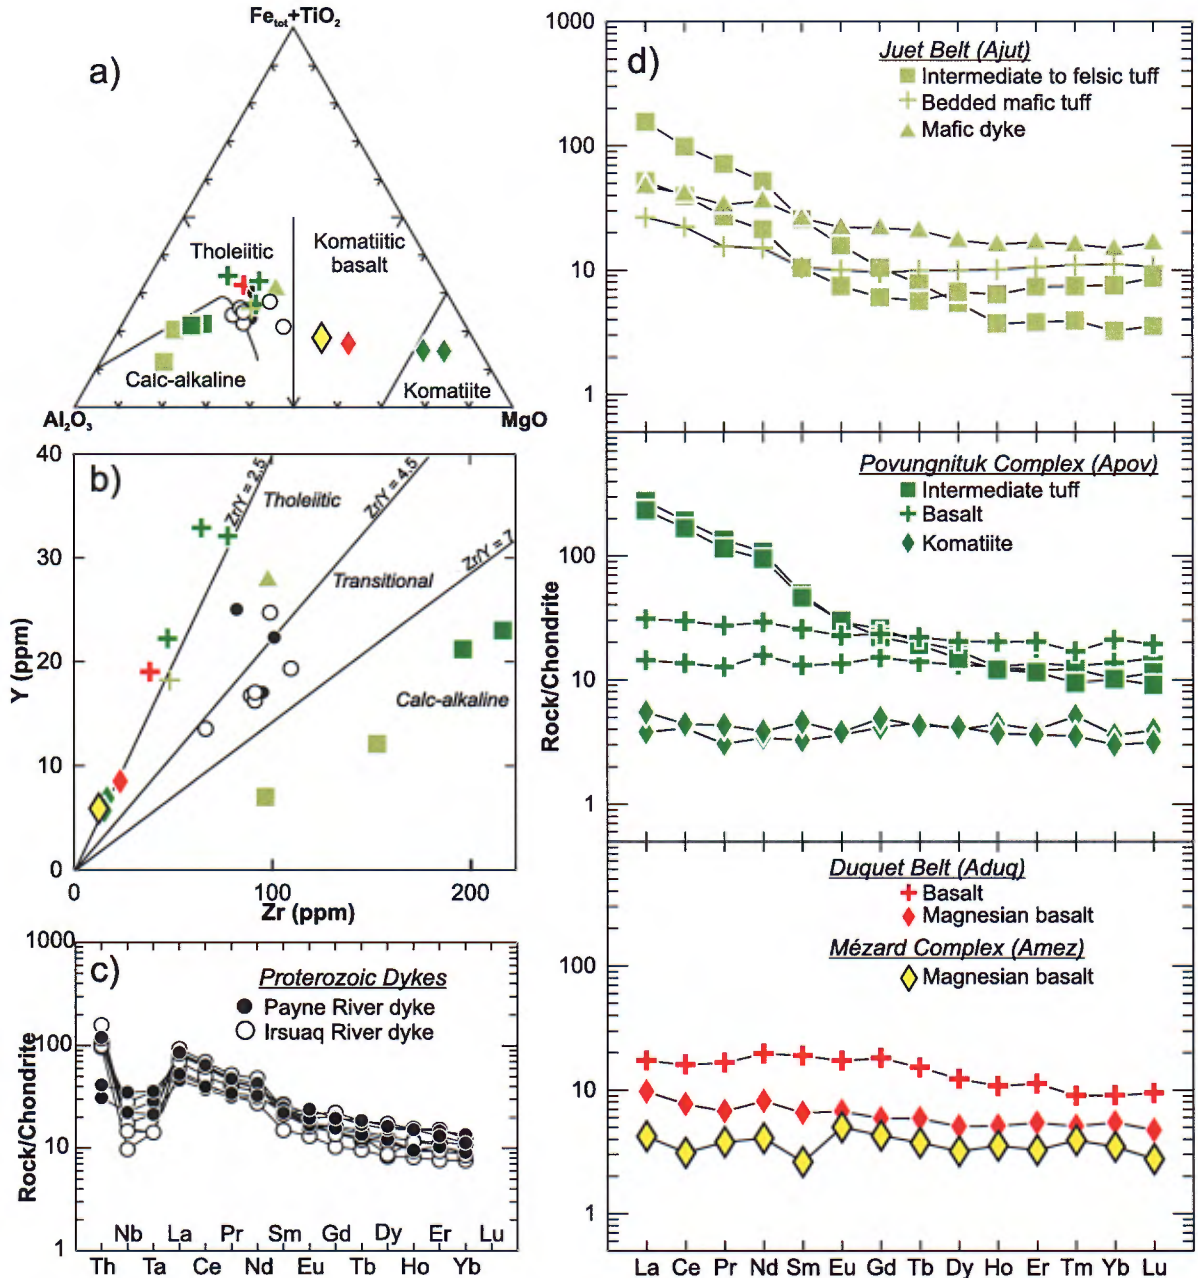 a)
Fetot+TiO2
Tholeiitic
Komatiitic
basalt
Calc-alkaline
Komatiite
Al2O3
MgO
b)
40
30
20
10
0
Y (ppm)
Zr/Y = 2.5
Tholeiitic
Zr/Y = 4.5
Transitional
Zr/Y = 7
Calc-alkaline
0
100
200
Zr (ppm)
c)
1000
100
10
1
Rock/Chondrite
Proterozoic Dykes
Payne River dyke
Irsuaq River dyke
Nb La Pr Sm Gd Dy Er Lu
Th Ta Ce Nd Eu Tb Ho Yb
d)
1000
100
10
1
Juet Belt (Ajut)
Intermediate to felsic tuff
Bedded mafic tuff
Mafic dyke
Rock/Chondrite
100
10
1
Povungnituk Complex (Apov)
Intermediate tuff
Basalt
Komatiite
100
10
1
Duquet Belt (Aduq)
Basalt
Magnesian basalt
Mézard Complex (Amez)
Magnesian basalt
La Ce Pr Nd Sm Eu Gd Tb Dy Ho Er Tm Yb Lu